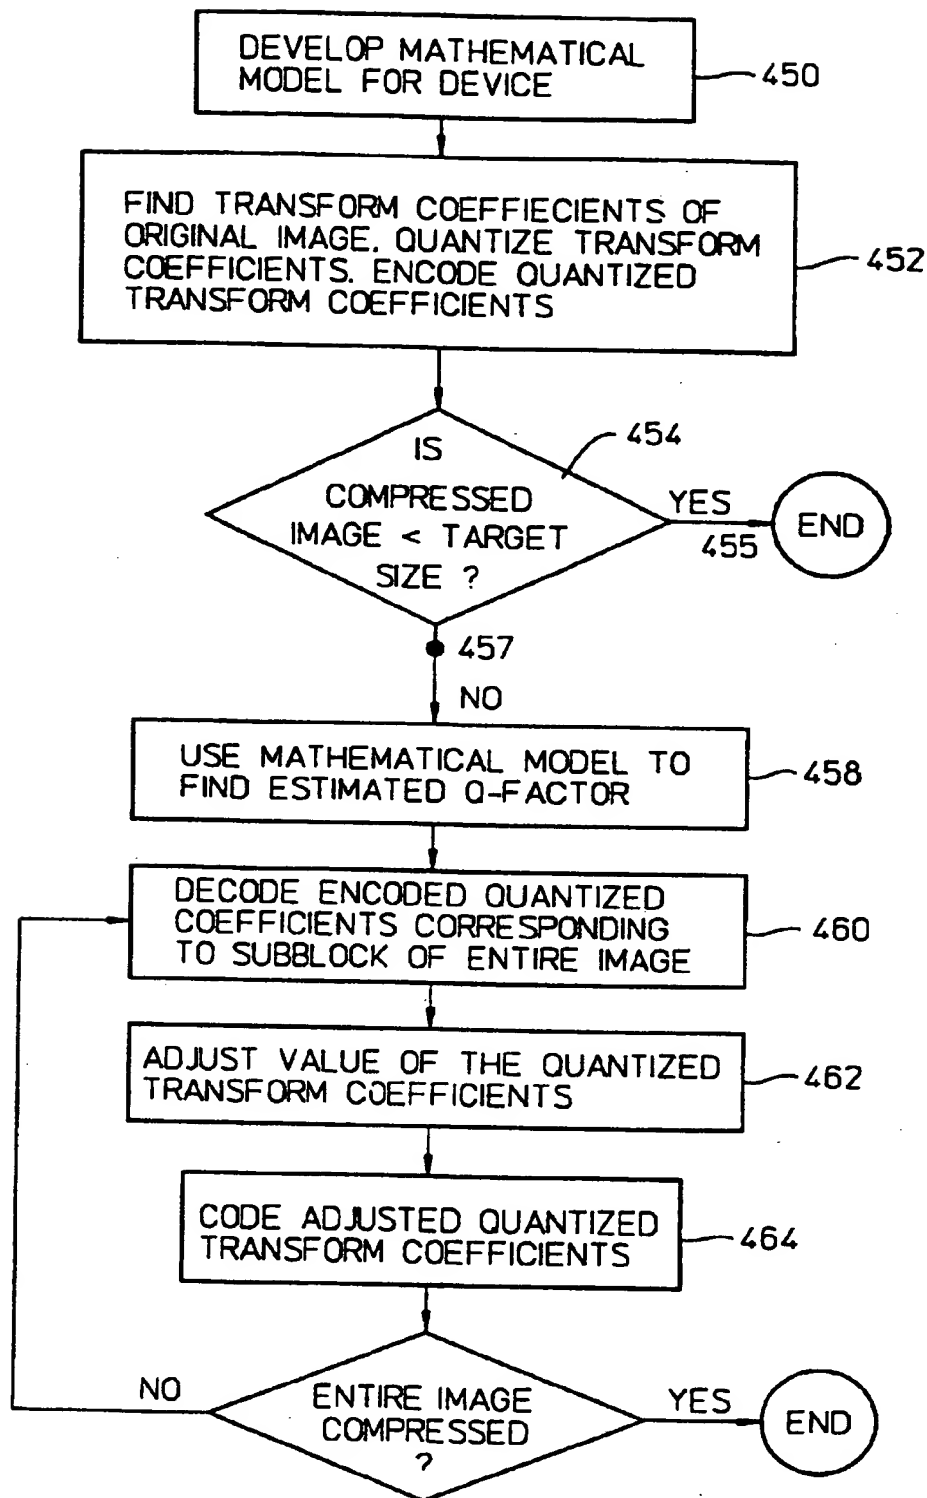 DEVELOP MATHEMATICAL
MODEL FOR DEVICE
450
FIND TRANSFORM COEFFIECIENTS OF
ORIGINAL IMAGE. QUANTIZE TRANSFORM
COEFFICIENTS. ENCODE QUANTIZED
TRANSFORM COEFFICIENTS
452
IS
COMPRESSED
IMAGE < TARGET
SIZE ?
454
YES
455
END
457
NO
USE MATHEMATICAL MODEL TO
FIND ESTIMATED Q-FACTOR
458
DECODE ENCODED QUANTIZED
COEFFICIENTS CORRESPONDING
TO SUBBLOCK OF ENTIRE IMAGE
460
ADJUST VALUE OF THE QUANTIZED
TRANSFORM COEFFICIENTS
462
CODE ADJUSTED QUANTIZED
TRANSFORM COEFFICIENTS
464
NO
ENTIRE IMAGE
COMPRESSED
?
YES
END